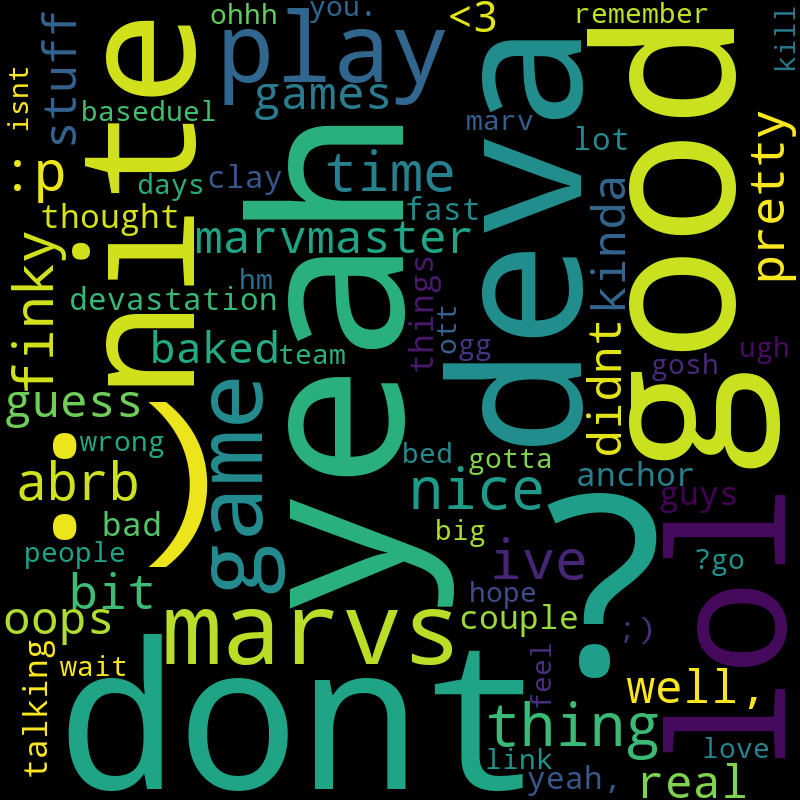 ohhh
you.
<3
remember
kill
play
stuff
isnt
nite
baseduel
games
marv
lot
deva
good
:p
days
clay
time
fast
pretty
thought
marvmaster
yeah
kinda
finky
hm
things
devastation
ott
gg
baked
team
didnt
gosh
ugh
guess
game
:)
wrong
abrb
bed
gotta
nice
anchor
guys
bad
big
?
lol
people
ive
?go
bit
hope
oops
marvs
couple
;)
talking
wait
dont
feel
well,
thing
link
love
yeah,
real